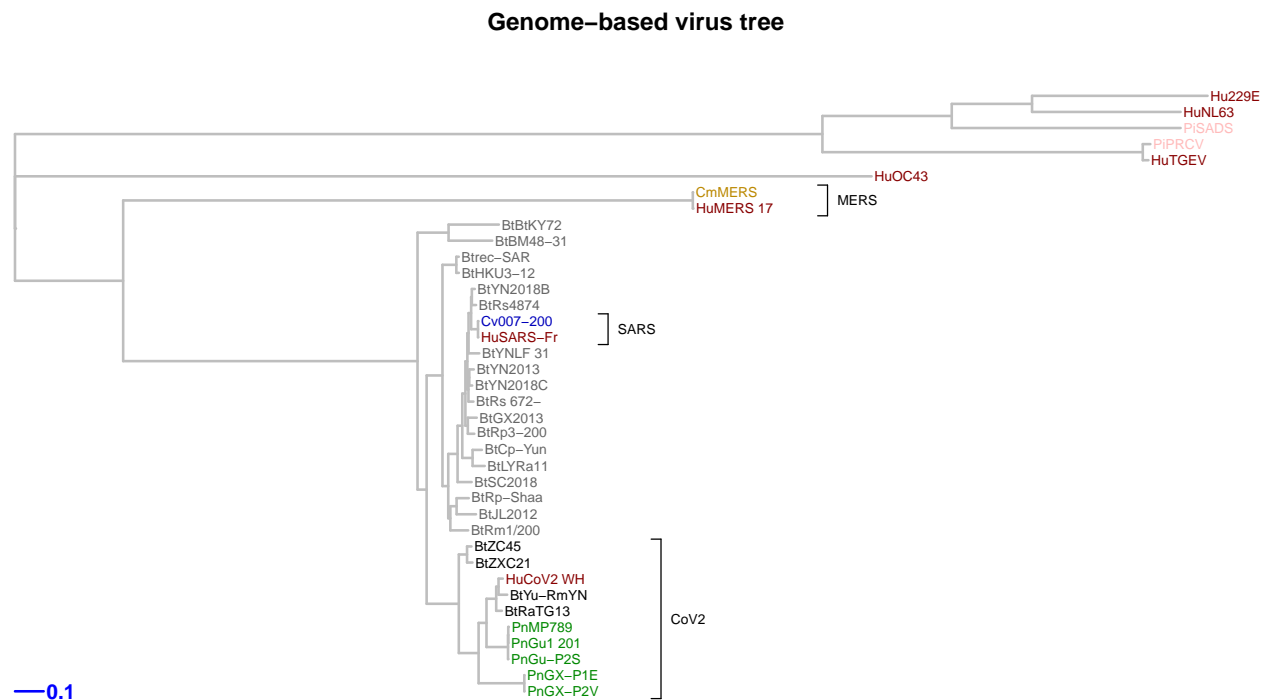 Genome−based virus tree
Hu229E
HuNL63
PiSADS
PiPRCV
HuTGEV
HuOC43
CmMERS
MERS
HuMERS 17
BtBtKY72
BtBM48−31
Btrec−SAR
BtHKU3−12
BtYN2018B
BtRs4874
Cv007−200
SARS
HuSARS−Fr
BtYNLF 31
BtYN2013
BtYN2018C
BtRs 672−
BtGX2013
BtRp3−200
BtCp−Yun
BtLYRa11
BtSC2018
BtRp−Shaa
BtJL2012
BtRm1/200
BtZC45
BtZXC21
HuCoV2 WH
BtYu−RmYN
BtRaTG13
CoV2
PnMP789
PnGu1 201
PnGu−P2S
PnGX−P1E
PnGX−P2V
0.1